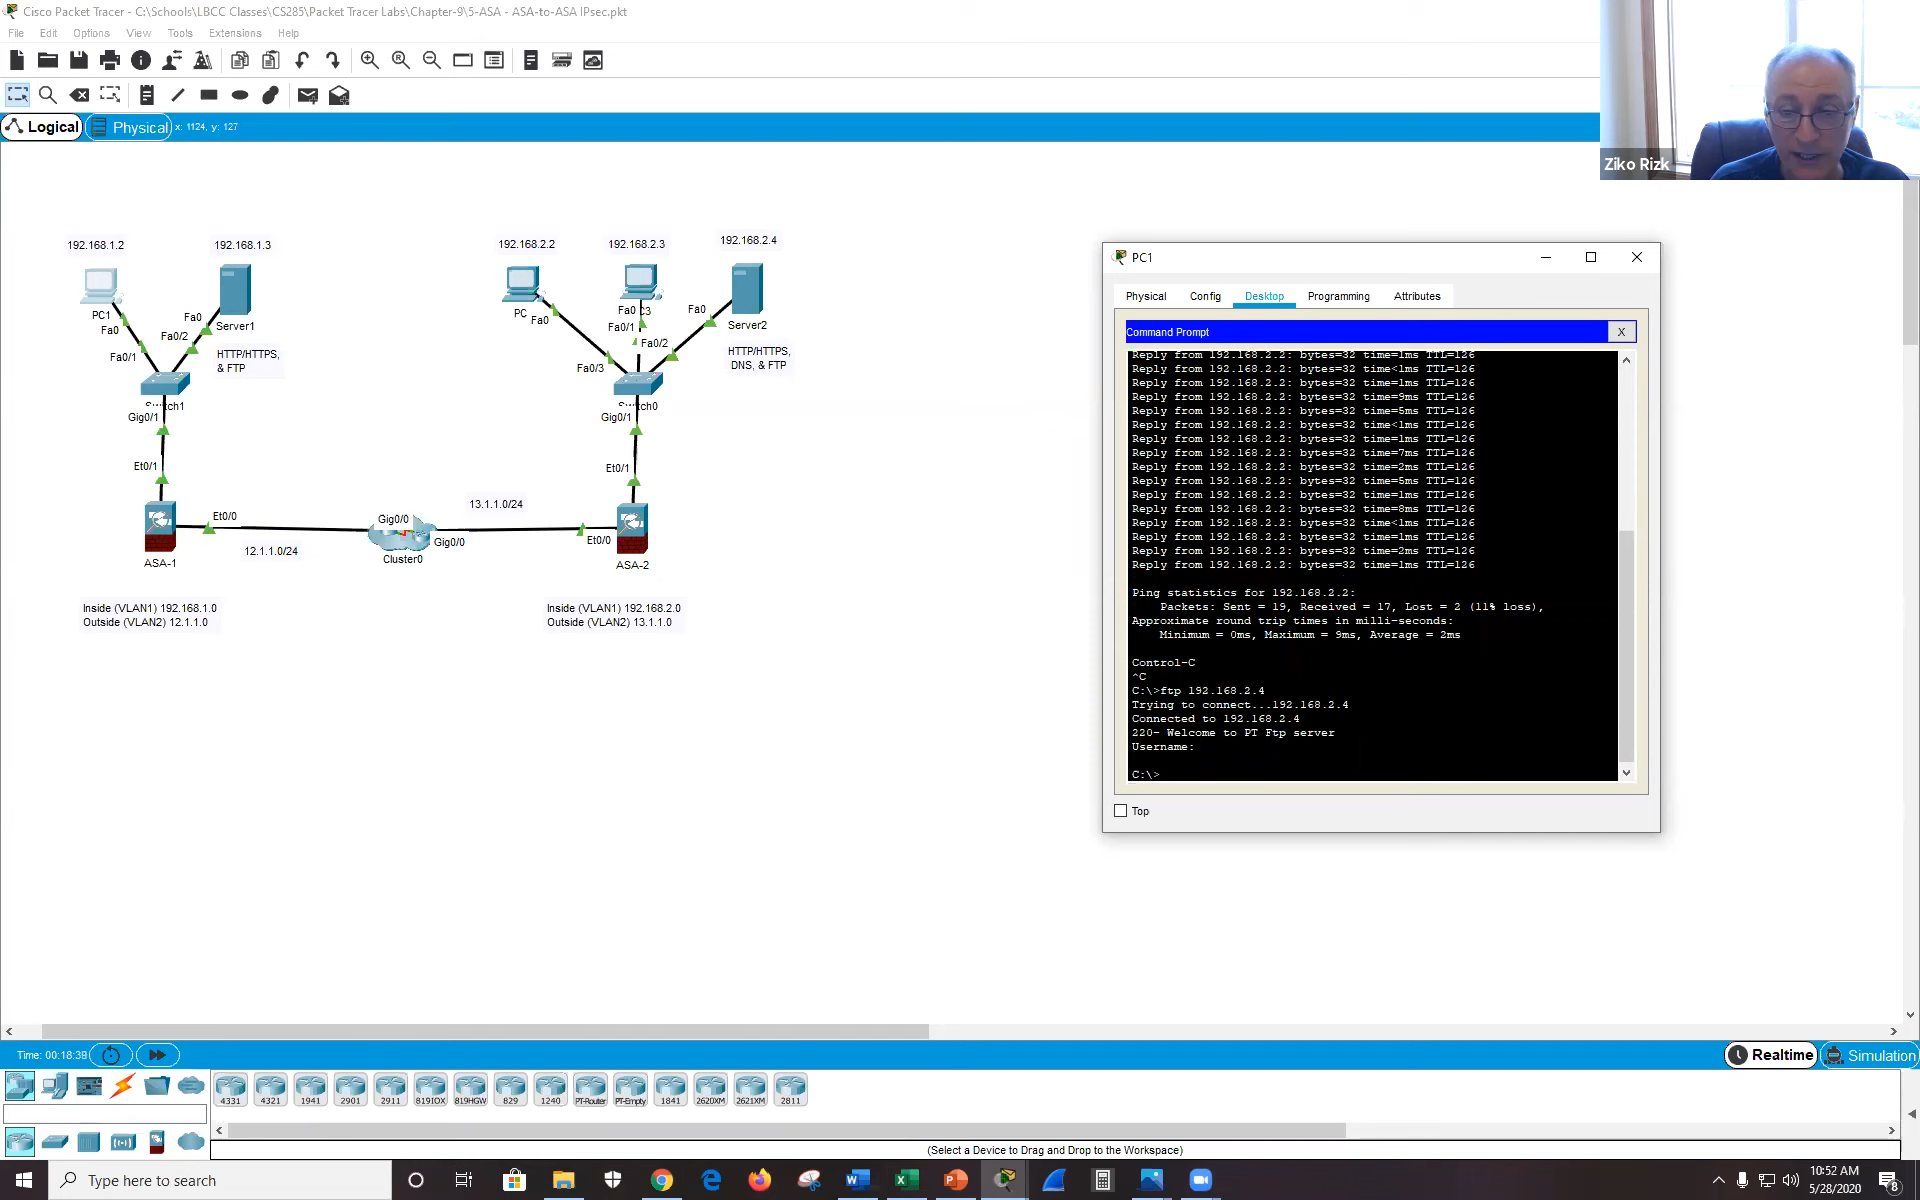 Cisco Packet Tracer - C:\Schools\LBCC Classes\CS285\Packet Tracer Labs\Chapter-9\5-ASA - ASA-to-ASA IPsec.pkt
File Edit Options View Tools Extensions Help
Logical Physical x: 1124, y: 127
Ziko Rizk
192.168.1.2 192.168.1.3
PC1 Fa0 Fa0/1
Fa0 Fa0/2 Server1
HTTP/HTTPS,
& FTP
Switch1
Gig0/1
Et0/1
Et0/0
ASA-1
12.1.1.0/24
Inside (VLAN1) 192.168.1.0
Outside (VLAN2) 12.1.1.0
Gig0/0
Gig0/0
Cluster0
13.1.1.0/24
192.168.2.2 192.168.2.3 192.168.2.4
PC Fa0
Fa0 C3
Fa0/1
Fa0/2
Fa0
Server2
HTTP/HTTPS,
DNS, & FTP
Fa0/3
Switch0
Gig0/1
Et0/1
Et0/0
ASA-2
Inside (VLAN1) 192.168.2.0
Outside (VLAN2) 13.1.1.0
PC1
Physical Config Desktop Programming Attributes
Command Prompt X
Reply from 192.168.2.2: bytes=32 time=1ms TTL=126
Reply from 192.168.2.2: bytes=32 time<1ms TTL=126
Reply from 192.168.2.2: bytes=32 time=1ms TTL=126
Reply from 192.168.2.2: bytes=32 time=9ms TTL=126
Reply from 192.168.2.2: bytes=32 time=5ms TTL=126
Reply from 192.168.2.2: bytes=32 time<1ms TTL=126
Reply from 192.168.2.2: bytes=32 time=1ms TTL=126
Reply from 192.168.2.2: bytes=32 time=7ms TTL=126
Reply from 192.168.2.2: bytes=32 time=2ms TTL=126
Reply from 192.168.2.2: bytes=32 time=5ms TTL=126
Reply from 192.168.2.2: bytes=32 time=1ms TTL=126
Reply from 192.168.2.2: bytes=32 time=8ms TTL=126
Reply from 192.168.2.2: bytes=32 time<1ms TTL=126
Reply from 192.168.2.2: bytes=32 time=1ms TTL=126
Reply from 192.168.2.2: bytes=32 time=2ms TTL=126
Reply from 192.168.2.2: bytes=32 time=1ms TTL=126
Ping statistics for 192.168.2.2:
Packets: Sent = 19, Received = 17, Lost = 2 (11% loss),
Approximate round trip times in milli-seconds:
Minimum = 0ms, Maximum = 9ms, Average = 2ms
Control-C
^C
C:\>ftp 192.168.2.4
Trying to connect...192.168.2.4
Connected to 192.168.2.4
220- Welcome to PT Ftp server
Username:
C:\>
Top
Time: 00:18:39
Realtime Simulation
4331 4321 1941 2901 2911 819IOX 819HGW 829 1240 PT-Router PT-Empty 1841 2620XM 2621XM 2811
(Select a Device to Drag and Drop to the Workspace)
Type here to search
10:52 AM
5/28/2020
8